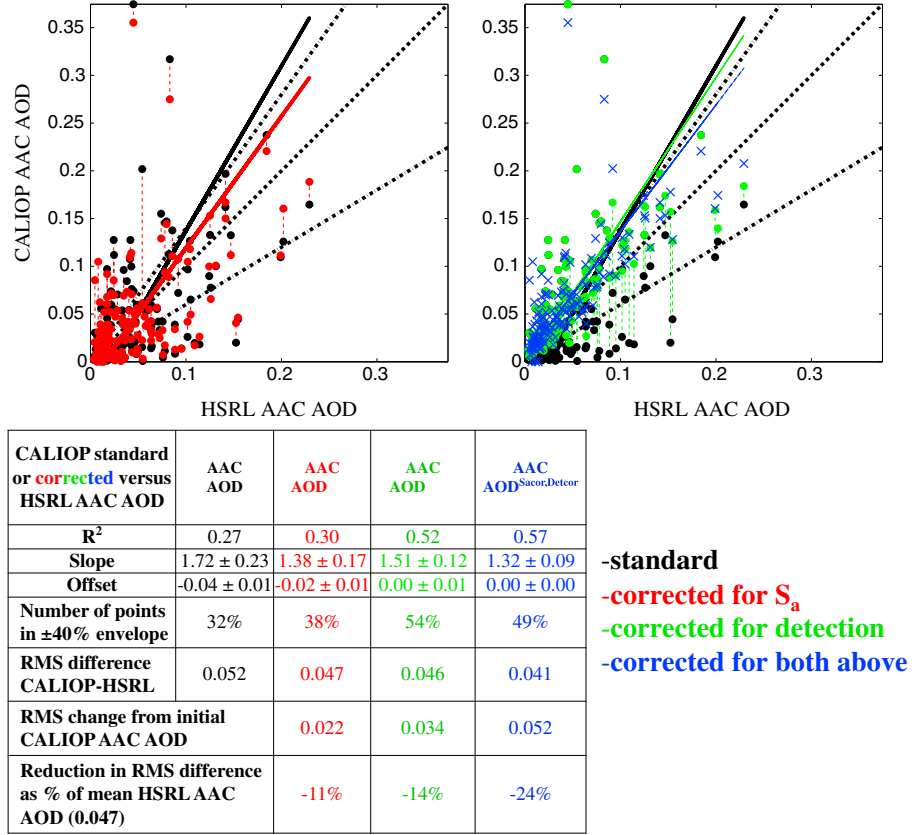 0.35
0.3
0.25
0.2
0.15
0.1
0.05
0
CALIOP AAC AOD
0 0.1 0.2 0.3
HSRL AAC AOD
0.35
0.3
0.25
0.2
0.15
0.1
0.05
0
0 0.1 0.2 0.3
HSRL AAC AOD
CALIOP standard
or corrected versus
HSRL AAC AOD
AAC
AOD
AAC
AOD
AAC
AOD
AAC
AOD^Sacor,Detcor
R² 0.27 0.30 0.52 0.57
Slope 1.72 ± 0.23 1.38 ± 0.17 1.51 ± 0.12 1.32 ± 0.09
Offset -0.04 ± 0.01 -0.02 ± 0.01 0.00 ± 0.01 0.00 ± 0.00
Number of points
in ±40% envelope
32% 38% 54% 49%
RMS difference
CALIOP-HSRL
0.052 0.047 0.046 0.041
RMS change from initial
CALIOP AAC AOD
0.022 0.034 0.052
Reduction in RMS difference
as % of mean HSRL AAC
AOD (0.047)
-11% -14% -24%
-standard
-corrected for Sₐ
-corrected for detection
-corrected for both above